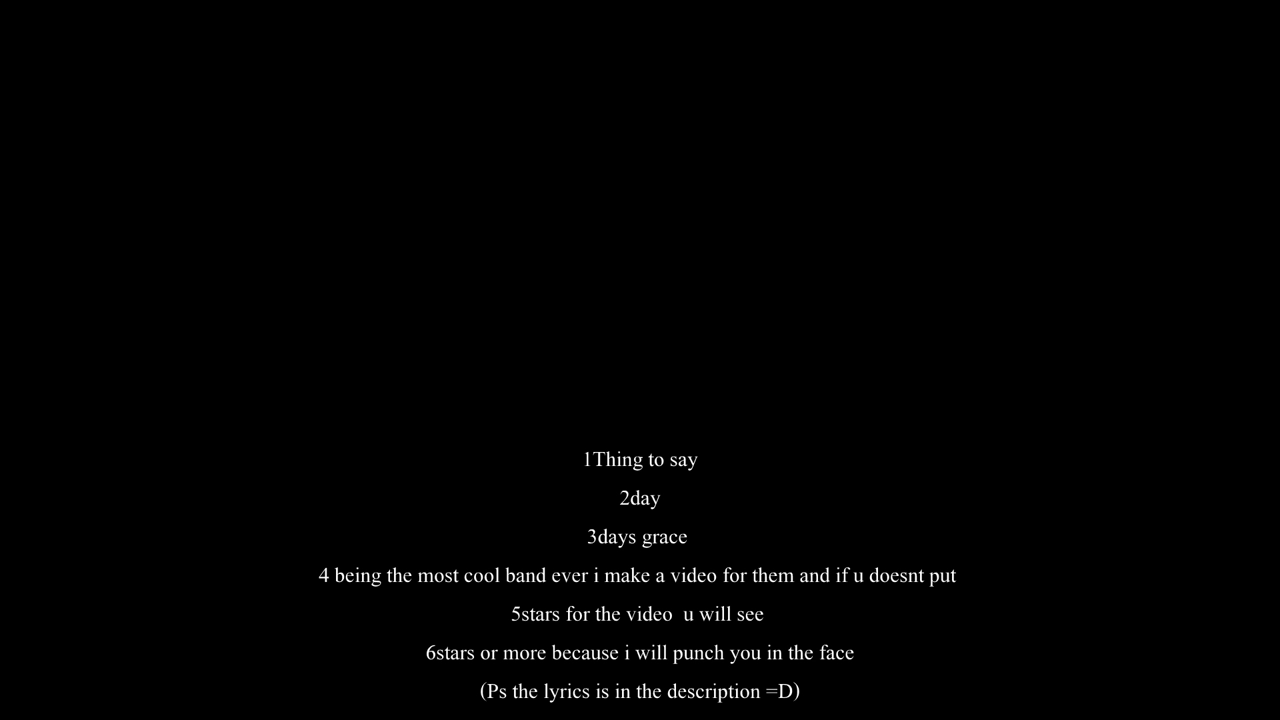 1Thing to say
2day
3days grace
4 being the most cool band ever i make a video for them and if u doesnt put
5stars for the video  u will see
6stars or more because i will punch you in the face
(Ps the lyrics is in the description =D)